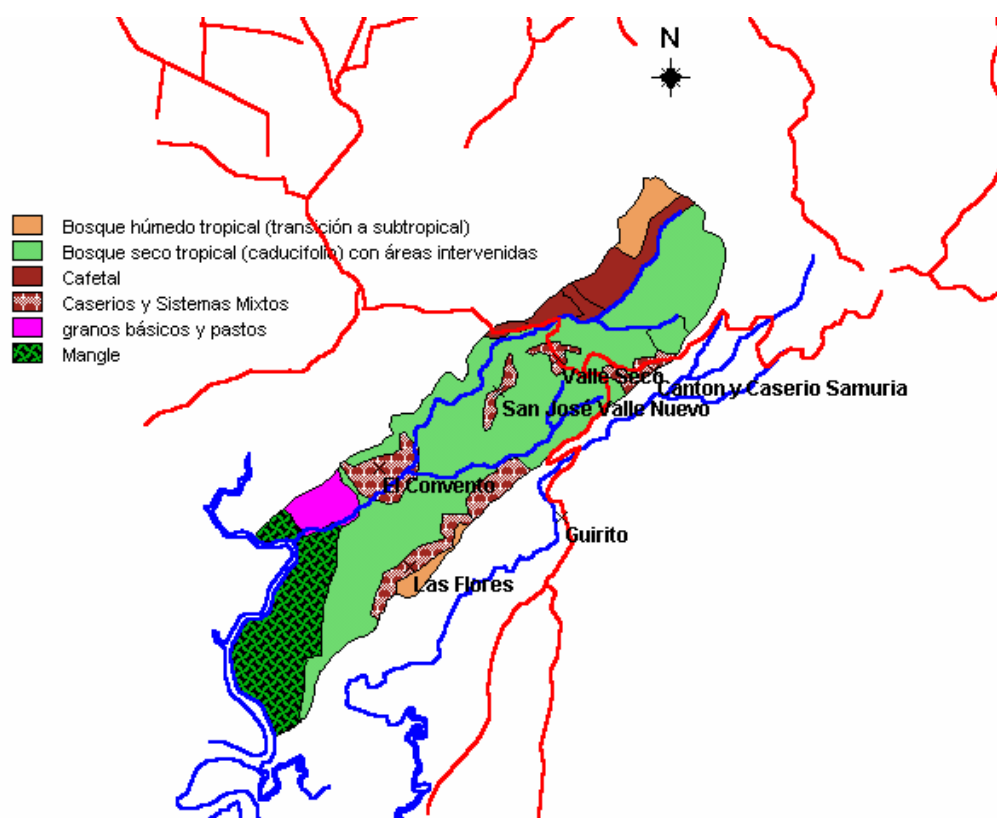 N
Bosque húmedo tropical (transición a subtropical)
Bosque seco tropical (caducifolio) con áreas intervenidas
Cafetal
Caserios y Sistemas Mixtos
granos básicos y pastos
Mangle
Valle Seco
Canton y Caserio Samuria
San José Valle Nuevo
El Convento
Guirito
Las Flores